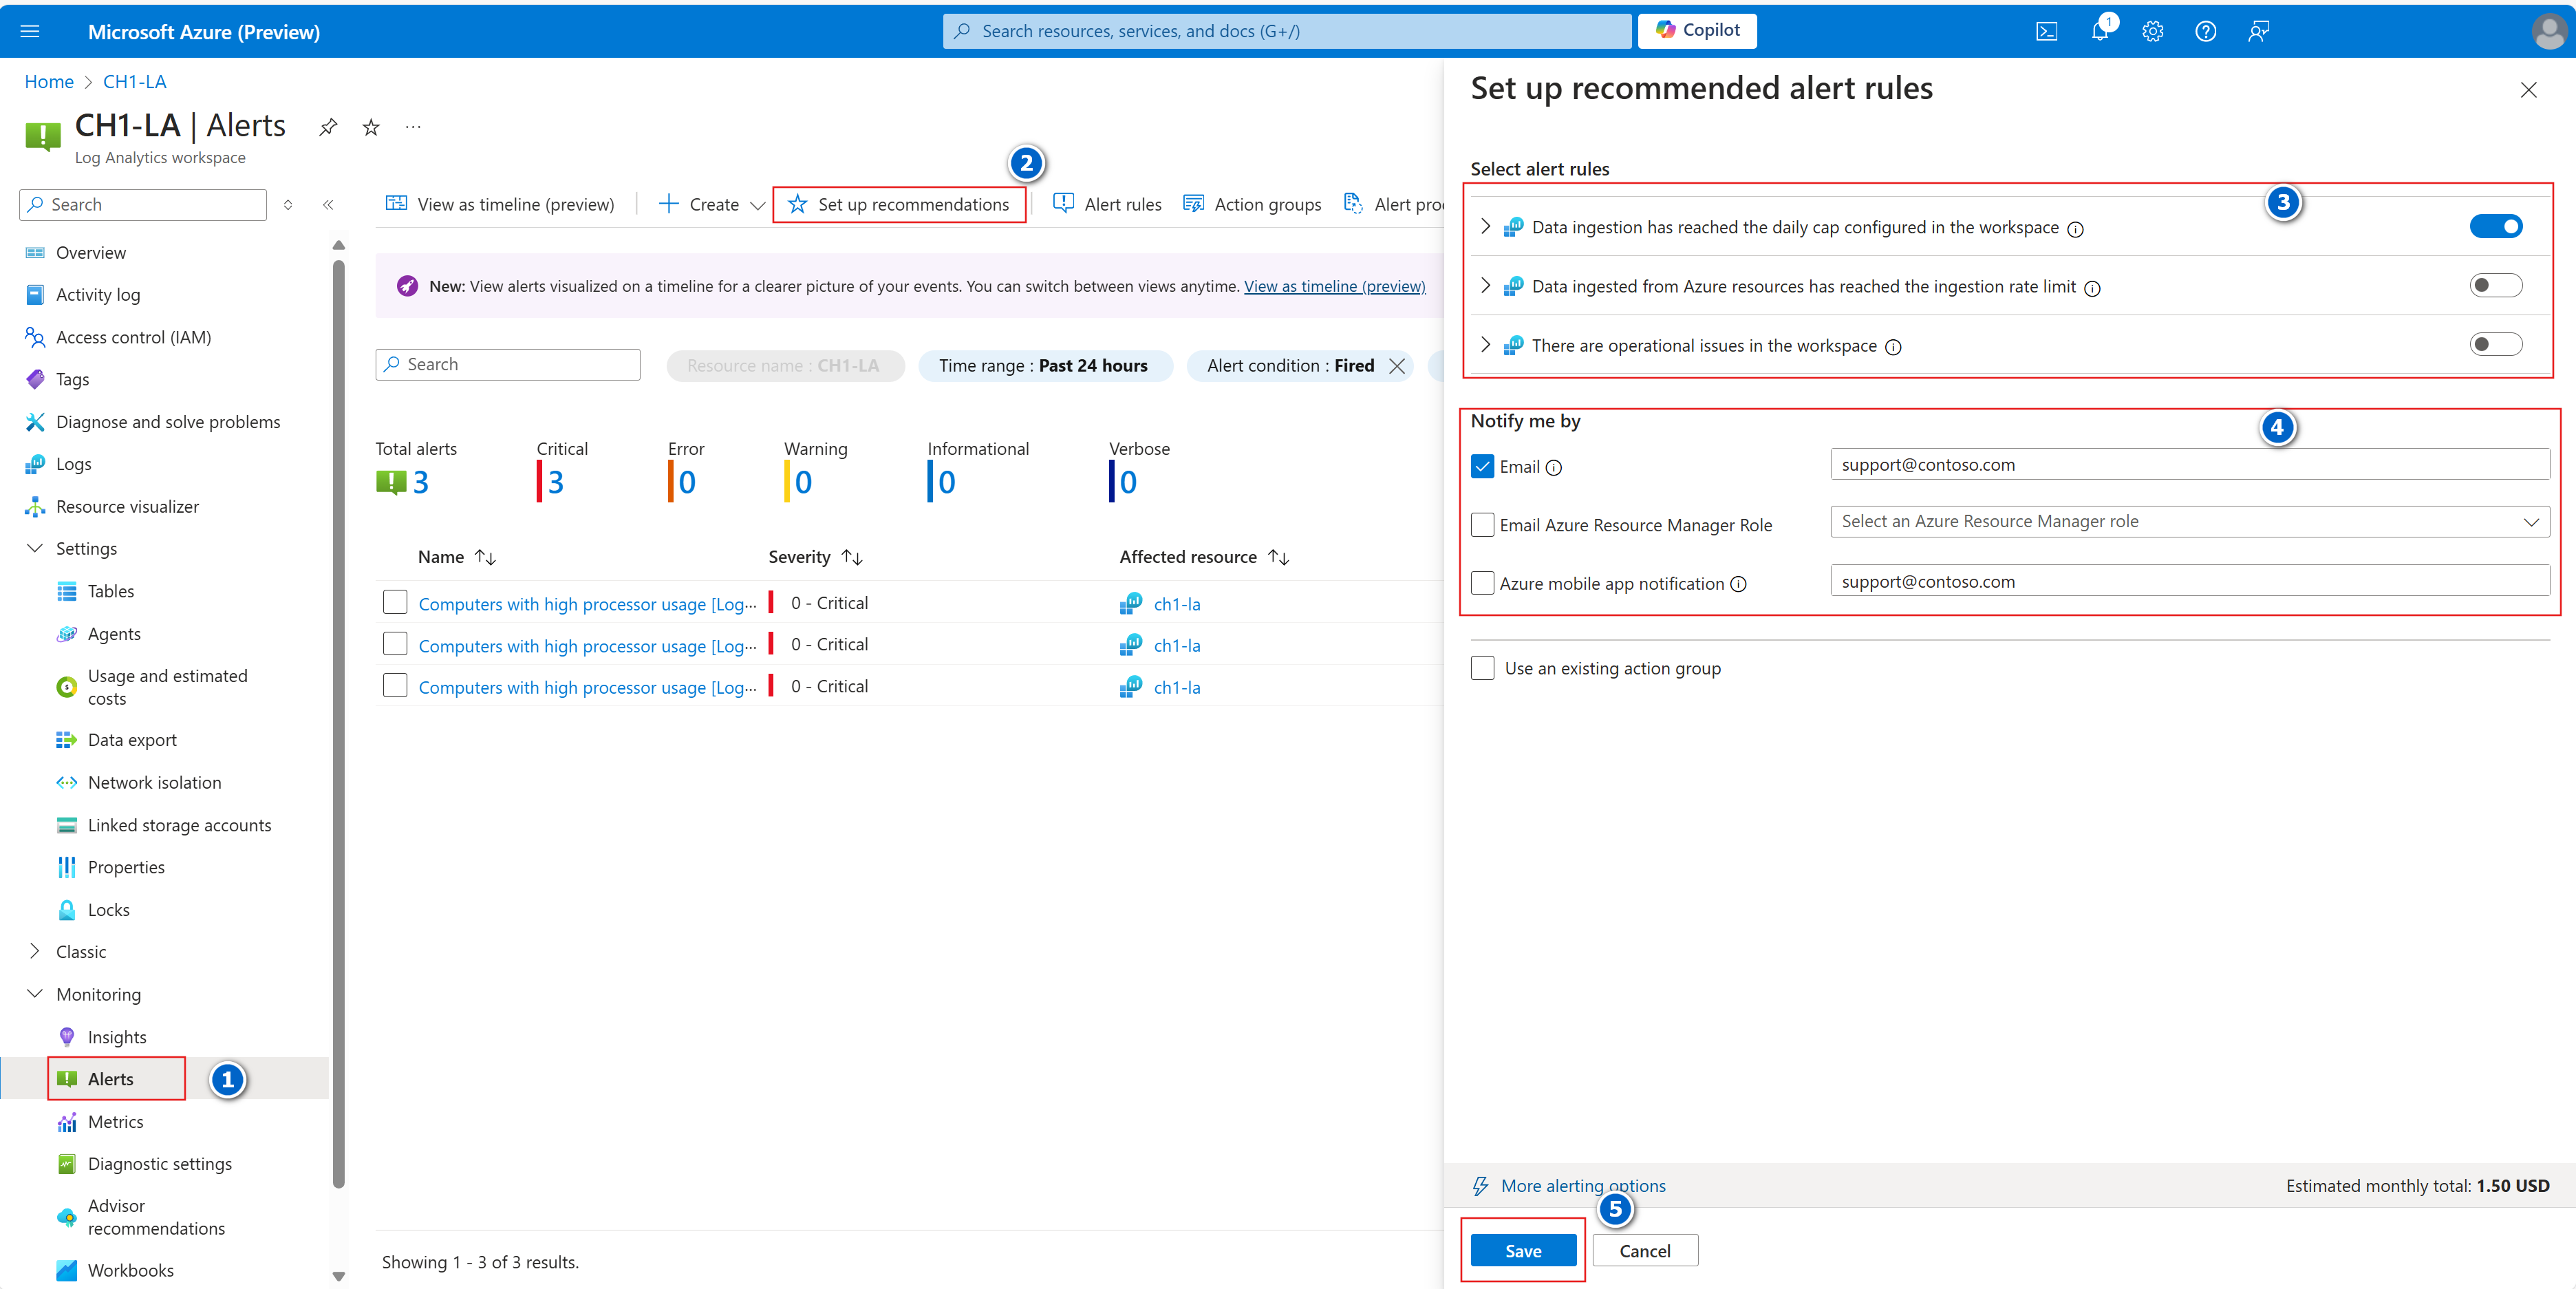 Microsoft Azure (Preview)
Search resources, services, and docs (G+/)
Copilot
1
Home > CH1-LA
CH1-LA | Alerts
Log Analytics workspace
Search
Overview
Activity log
Access control (IAM)
Tags
Diagnose and solve problems
Logs
Resource visualizer
Settings
Tables
Agents
Usage and estimated
costs
Data export
Network isolation
Linked storage accounts
Properties
Locks
Classic
Monitoring
Insights
Alerts
1
Metrics
Diagnostic settings
Advisor
recommendations
Workbooks
2
View as timeline (preview)
Create
Set up recommendations
Alert rules
Action groups
Alert proc
New: View alerts visualized on a timeline for a clearer picture of your events. You can switch between views anytime. View as timeline (preview)
Search
Resource name : CH1-LA
Time range : Past 24 hours
Alert condition : Fired
Total alerts
3
Critical
3
Error
0
Warning
0
Informational
0
Verbose
0
Name
Severity
Affected resource
Computers with high processor usage [Log... 0 - Critical ch1-la
Computers with high processor usage [Log... 0 - Critical ch1-la
Computers with high processor usage [Log... 0 - Critical ch1-la
Showing 1 - 3 of 3 results.
Set up recommended alert rules
Select alert rules
3
Data ingestion has reached the daily cap configured in the workspace
Data ingested from Azure resources has reached the ingestion rate limit
There are operational issues in the workspace
Notify me by
4
Email
support@contoso.com
Email Azure Resource Manager Role
Select an Azure Resource Manager role
Azure mobile app notification
support@contoso.com
Use an existing action group
More alerting options
Estimated monthly total: 1.50 USD
5
Save
Cancel